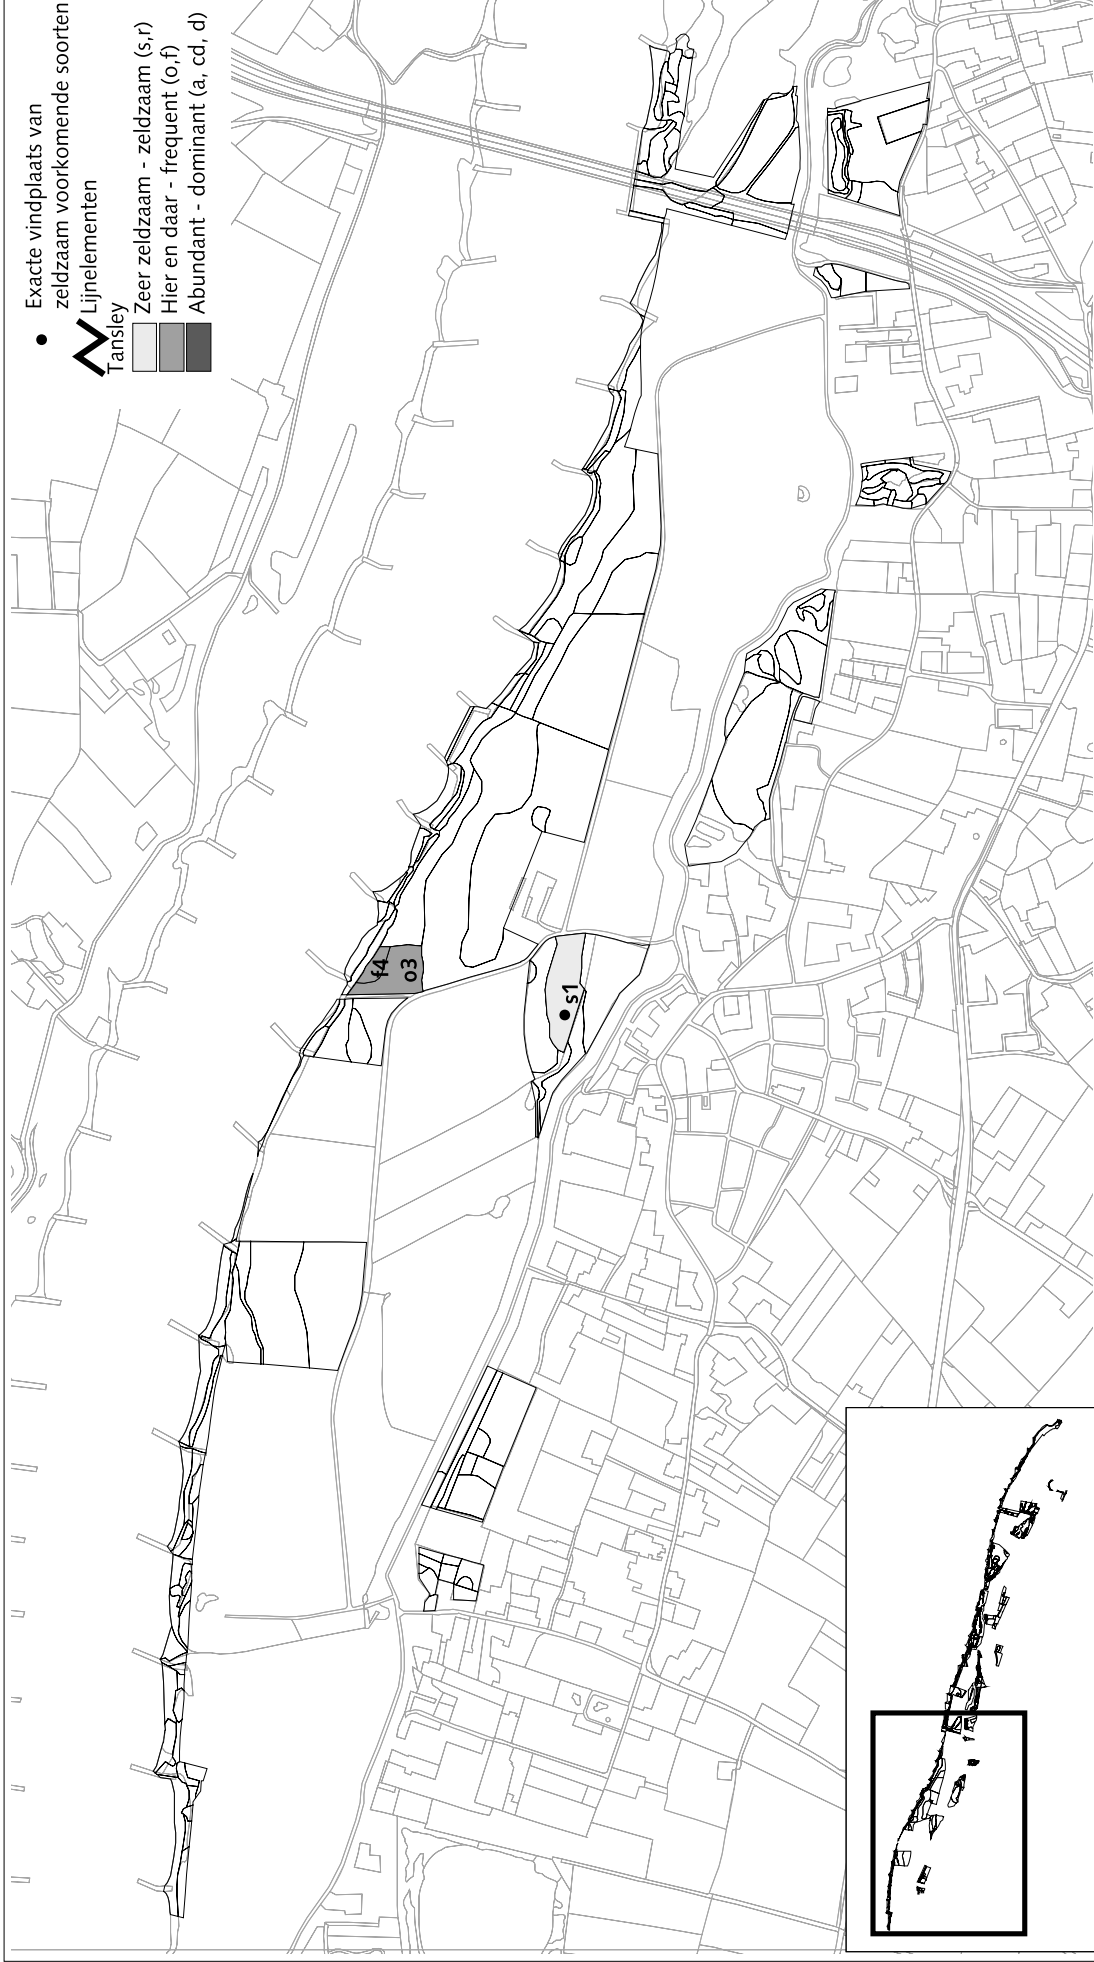 Exacte vindplaats van
zeldzaam voorkomende soorten
Lijnelementen
Tansley
Zeer zeldzaam - zeldzaam (s,r)
Hier en daar - frequent (o,f)
Abundant - dominant (a, cd, d)
f4
o3
s1